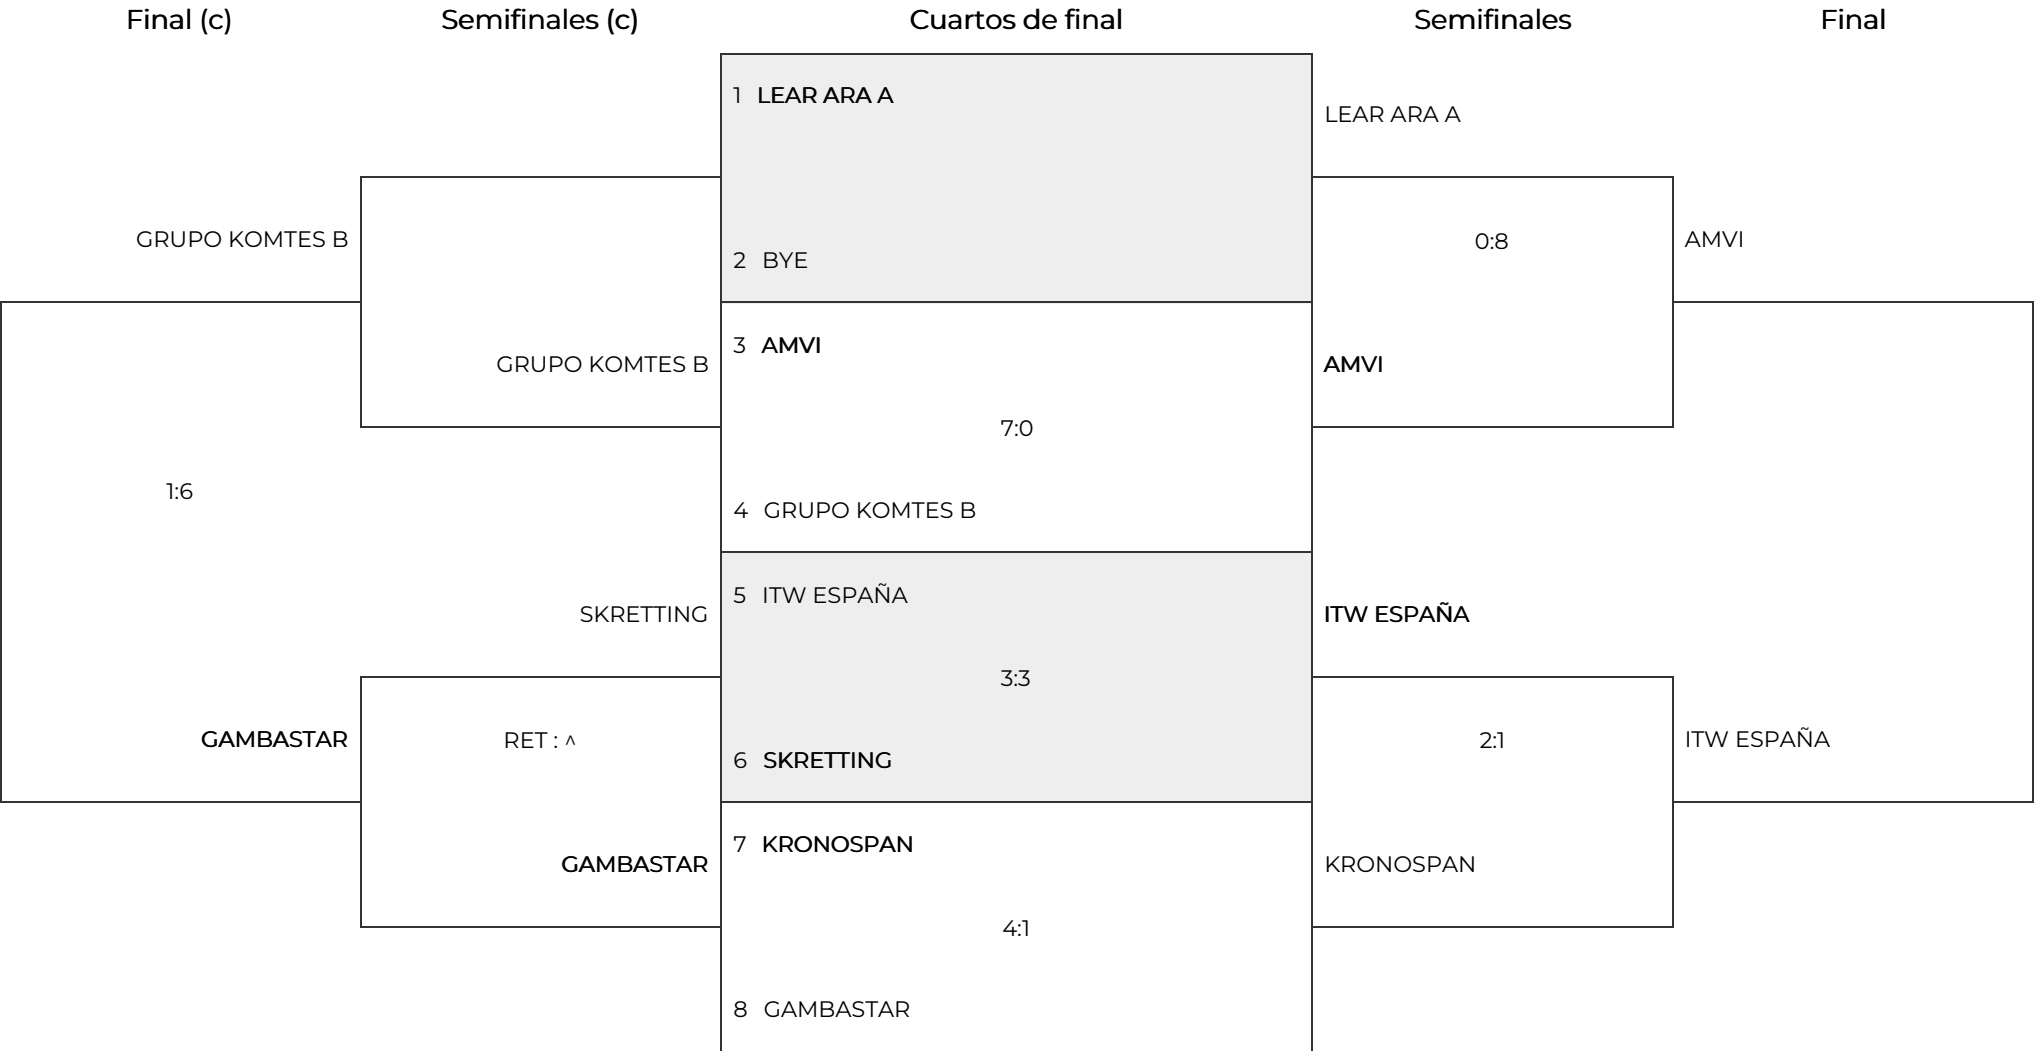 Final (c)
Semifinales (c)
Cuartos de final
Semifinales
Final
1 LEAR ARA A
2 BYE
3 AMVI
7:0
4 GRUPO KOMTES B
5 ITW ESPAÑA
3:3
6 SKRETTING
7 KRONOSPAN
4:1
8 GAMBASTAR
GRUPO KOMTES B
SKRETTING
RET : ^
GAMBASTAR
GRUPO KOMTES B
1:6
GAMBASTAR
LEAR ARA A
0:8
AMVI
ITW ESPAÑA
2:1
KRONOSPAN
AMVI
ITW ESPAÑA